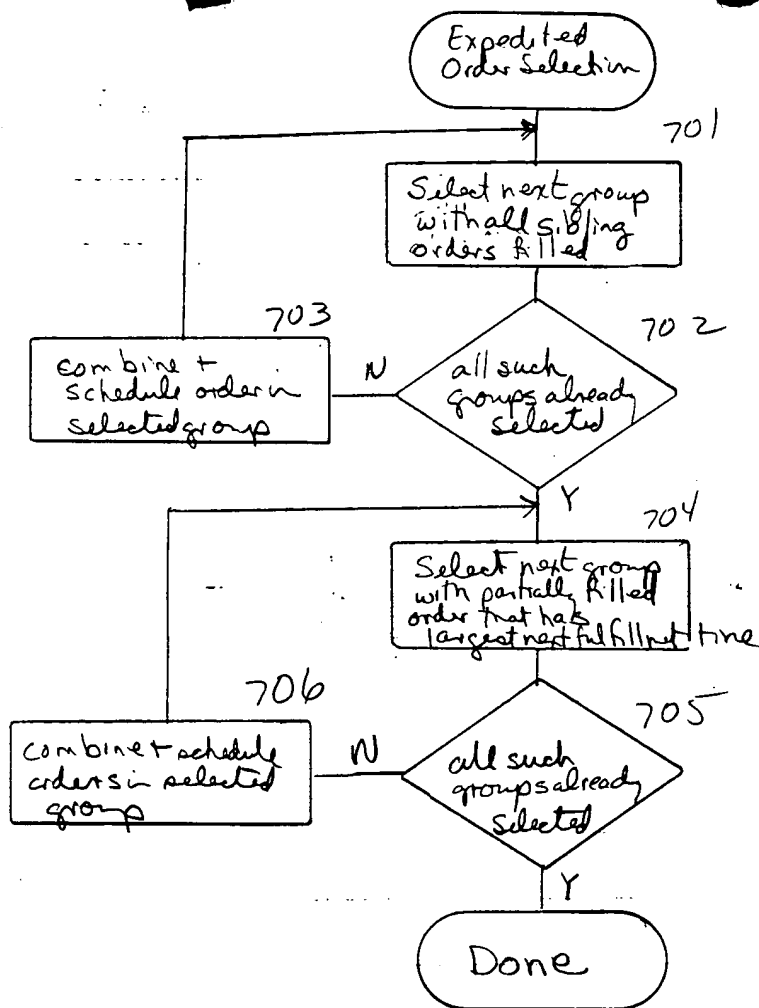 Expedited
Order Selection
701
Select next group
with all sibling
orders filled
703
702
combine +
schedule order in
selected group
N
all such
groups already
selected
Y
704
Select next group
with partially filled
order that has
largest next fulfillnet time
706
705
combine + schedule
orders in selected
group
N
all such
groups already
selected
Y
Done